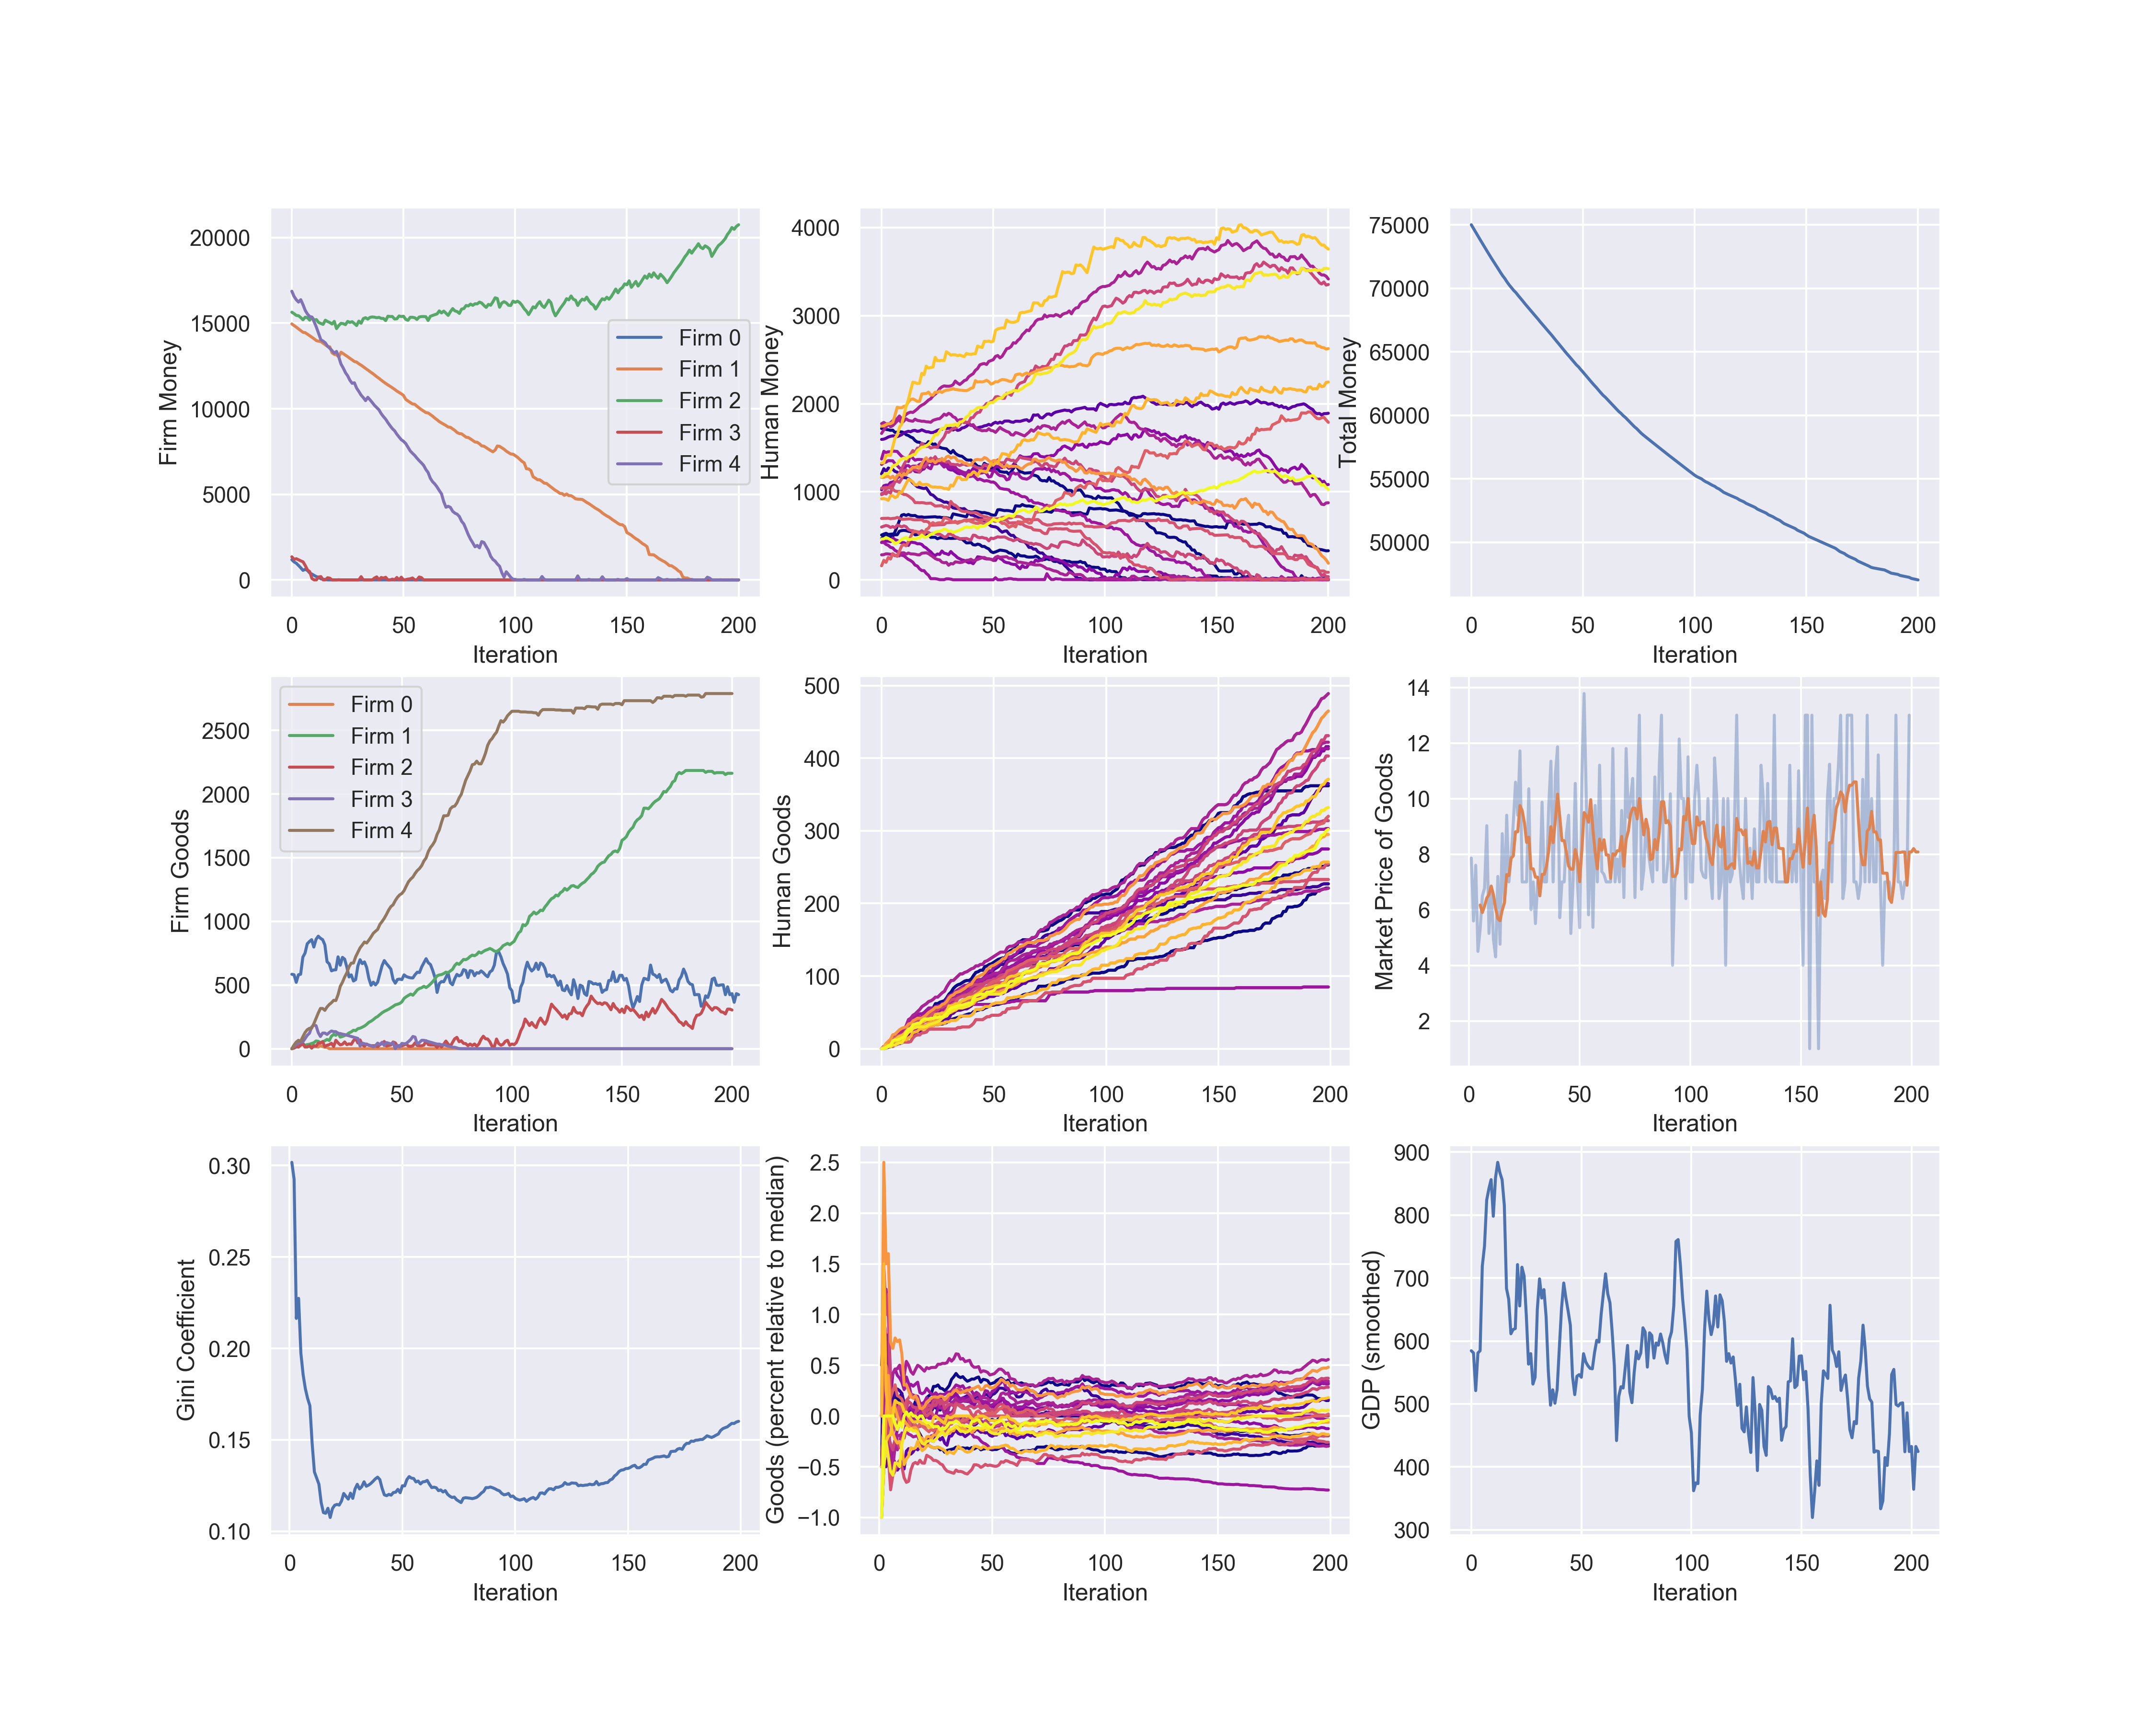 20000
15000
10000
5000
0
Firm Money
Firm 0
Firm 1
Firm 2
Firm 3
Firm 4
0 50 100 150 200
Iteration
4000
3000
2000
1000
0
Human Money
0 50 100 150 200
Iteration
75000
70000
65000
60000
55000
50000
Total Money
0 50 100 150 200
Iteration
2500
2000
1500
1000
500
0
Firm Goods
Firm 0
Firm 1
Firm 2
Firm 3
Firm 4
0 50 100 150 200
Iteration
500
400
300
200
100
0
Human Goods
0 50 100 150 200
Iteration
14
12
10
8
6
4
2
Market Price of Goods
0 50 100 150 200
Iteration
0.30
0.25
0.20
0.15
0.10
Gini Coefficient
0 50 100 150 200
Iteration
2.5
2.0
1.5
1.0
0.5
0.0
−0.5
−1.0
Goods (percent relative to median)
0 50 100 150 200
Iteration
900
800
700
600
500
400
300
GDP (smoothed)
0 50 100 150 200
Iteration